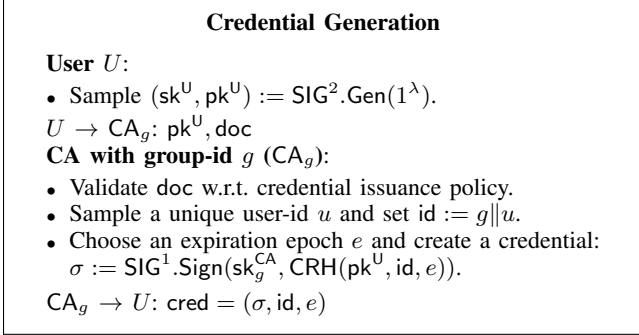 Credential Generation
User U:
• Sample (sk^U, pk^U) := SIG^2.Gen(1^λ).
U → CA_g: pk^U, doc
CA with group-id g (CA_g):
• Validate doc w.r.t. credential issuance policy.
• Sample a unique user-id u and set id := g∥u.
• Choose an expiration epoch e and create a credential:
σ := SIG^1.Sign(sk_g^CA, CRH(pk^U, id, e)).
CA_g → U: cred = (σ, id, e)